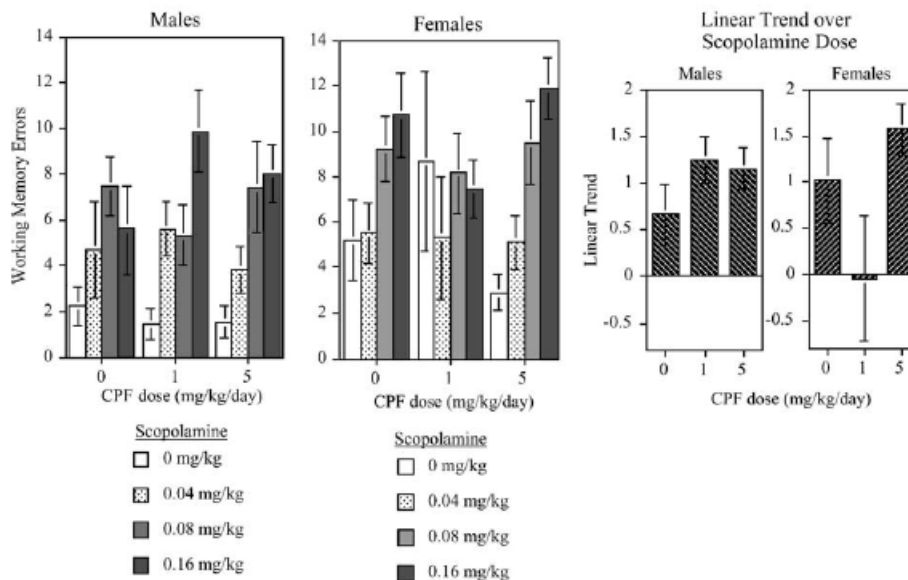 Males
Working Memory Errors
14
12
10
8
6
4
2
0
0
1
5
CPF dose (mg/kg/day)
Scopolamine
0 mg/kg
0.04 mg/kg
0.08 mg/kg
0.16 mg/kg
Females
14
12
10
8
6
4
2
0
0
1
5
CPF dose (mg/kg/day)
Scopolamine
0 mg/kg
0.04 mg/kg
0.08 mg/kg
0.16 mg/kg
Linear Trend over
Scopolamine Dose
Males
Linear Trend
2
1.5
1
0.5
0
-0.5
0
1
5
Females
2
1.5
1
0.5
0
-0.5
0
1
5
CPF dose (mg/kg/day)